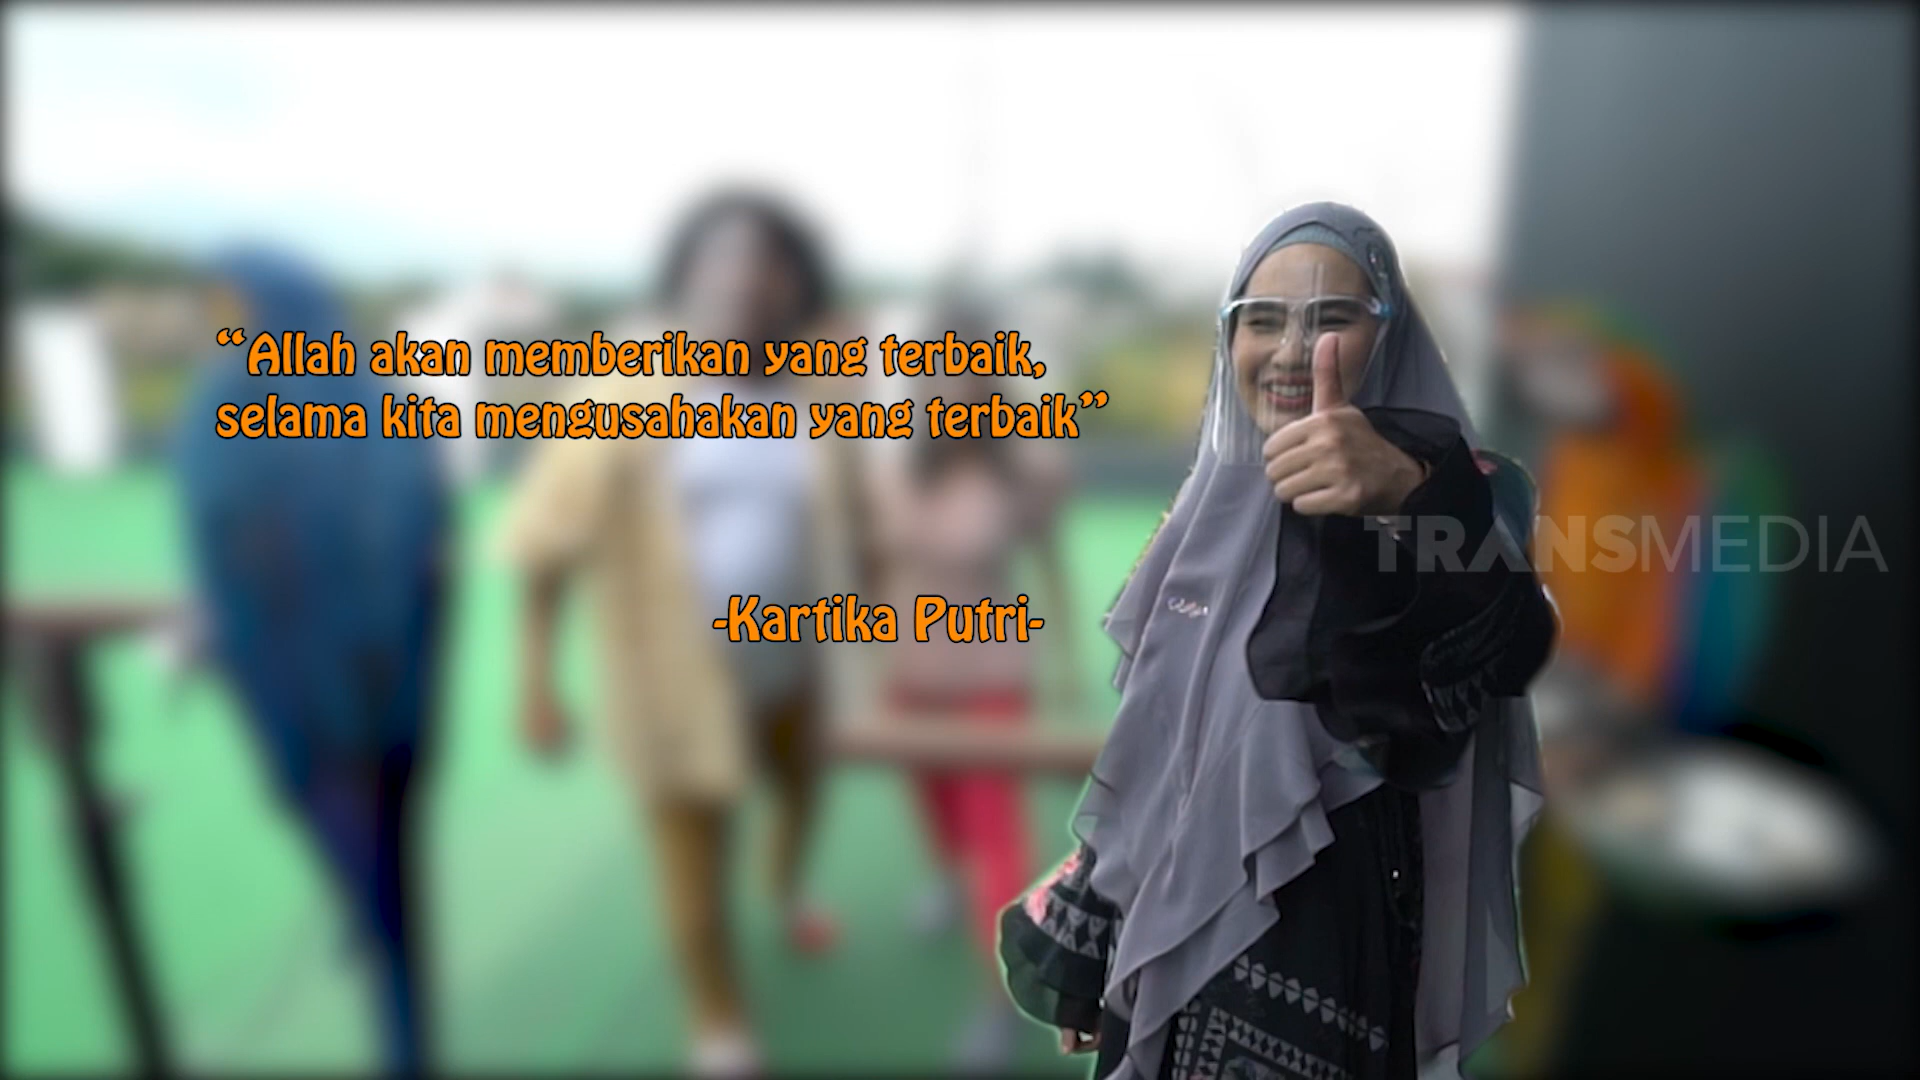 “Allah akan memberikan yang terbaik,
selama kita mengusahakan yang terbaik”
-Kartika Putri-
TRANSMEDIA